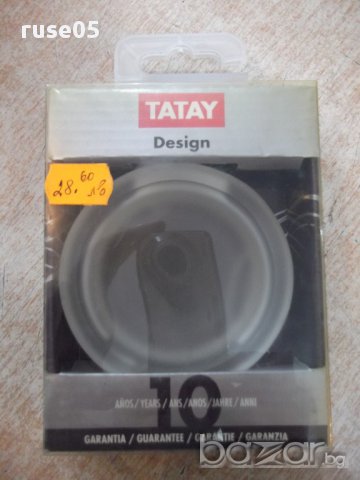 ruse05
TATAY
Design
28.60 лв
10
AÑOS/YEARS/ANS/ANOS/JAHRE/ANNI
GARANTIA/GUARANTEE/GARANTIE/GARANZIA
bazar.bg